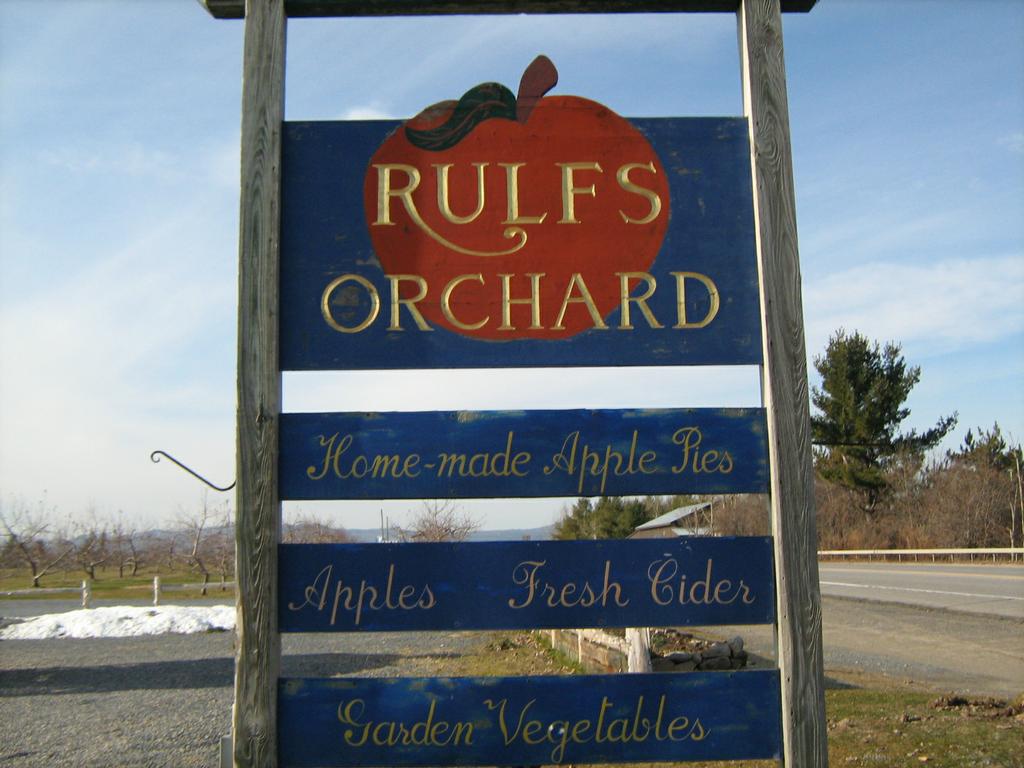 RULFS
ORCHARD
Home-made Apple Pies
Apples Fresh Cider
Garden Vegetables